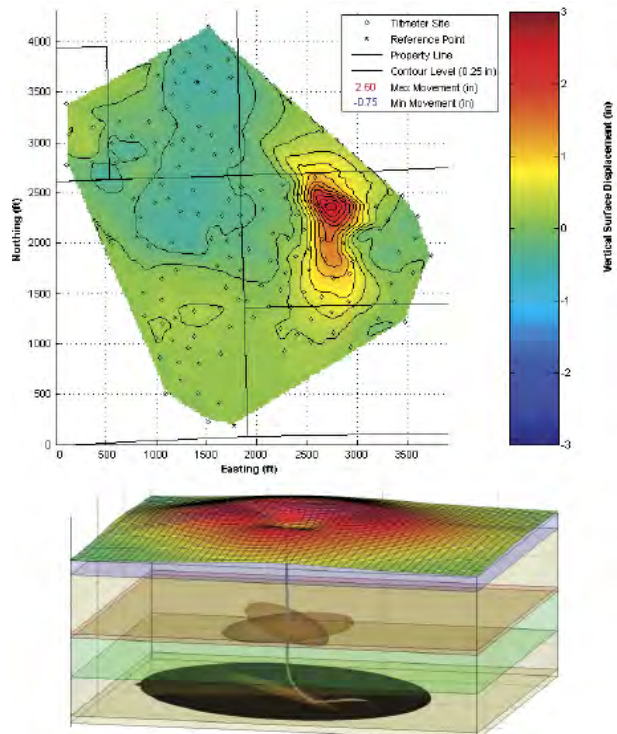 Tiltmeter Site
Reference Point
Property Line
Contour Level (0.25 in)
2.60 Max Movement (in)
-0.75 Min Movement (in)
4000
3500
3000
2500
2000
1500
1000
500
0
Northing (ft)
0 500 1000 1500 2000 2500 3000 3500
Easting (ft)
3
2
1
0
-1
-2
-3
Vertical Surface Displacement (in)